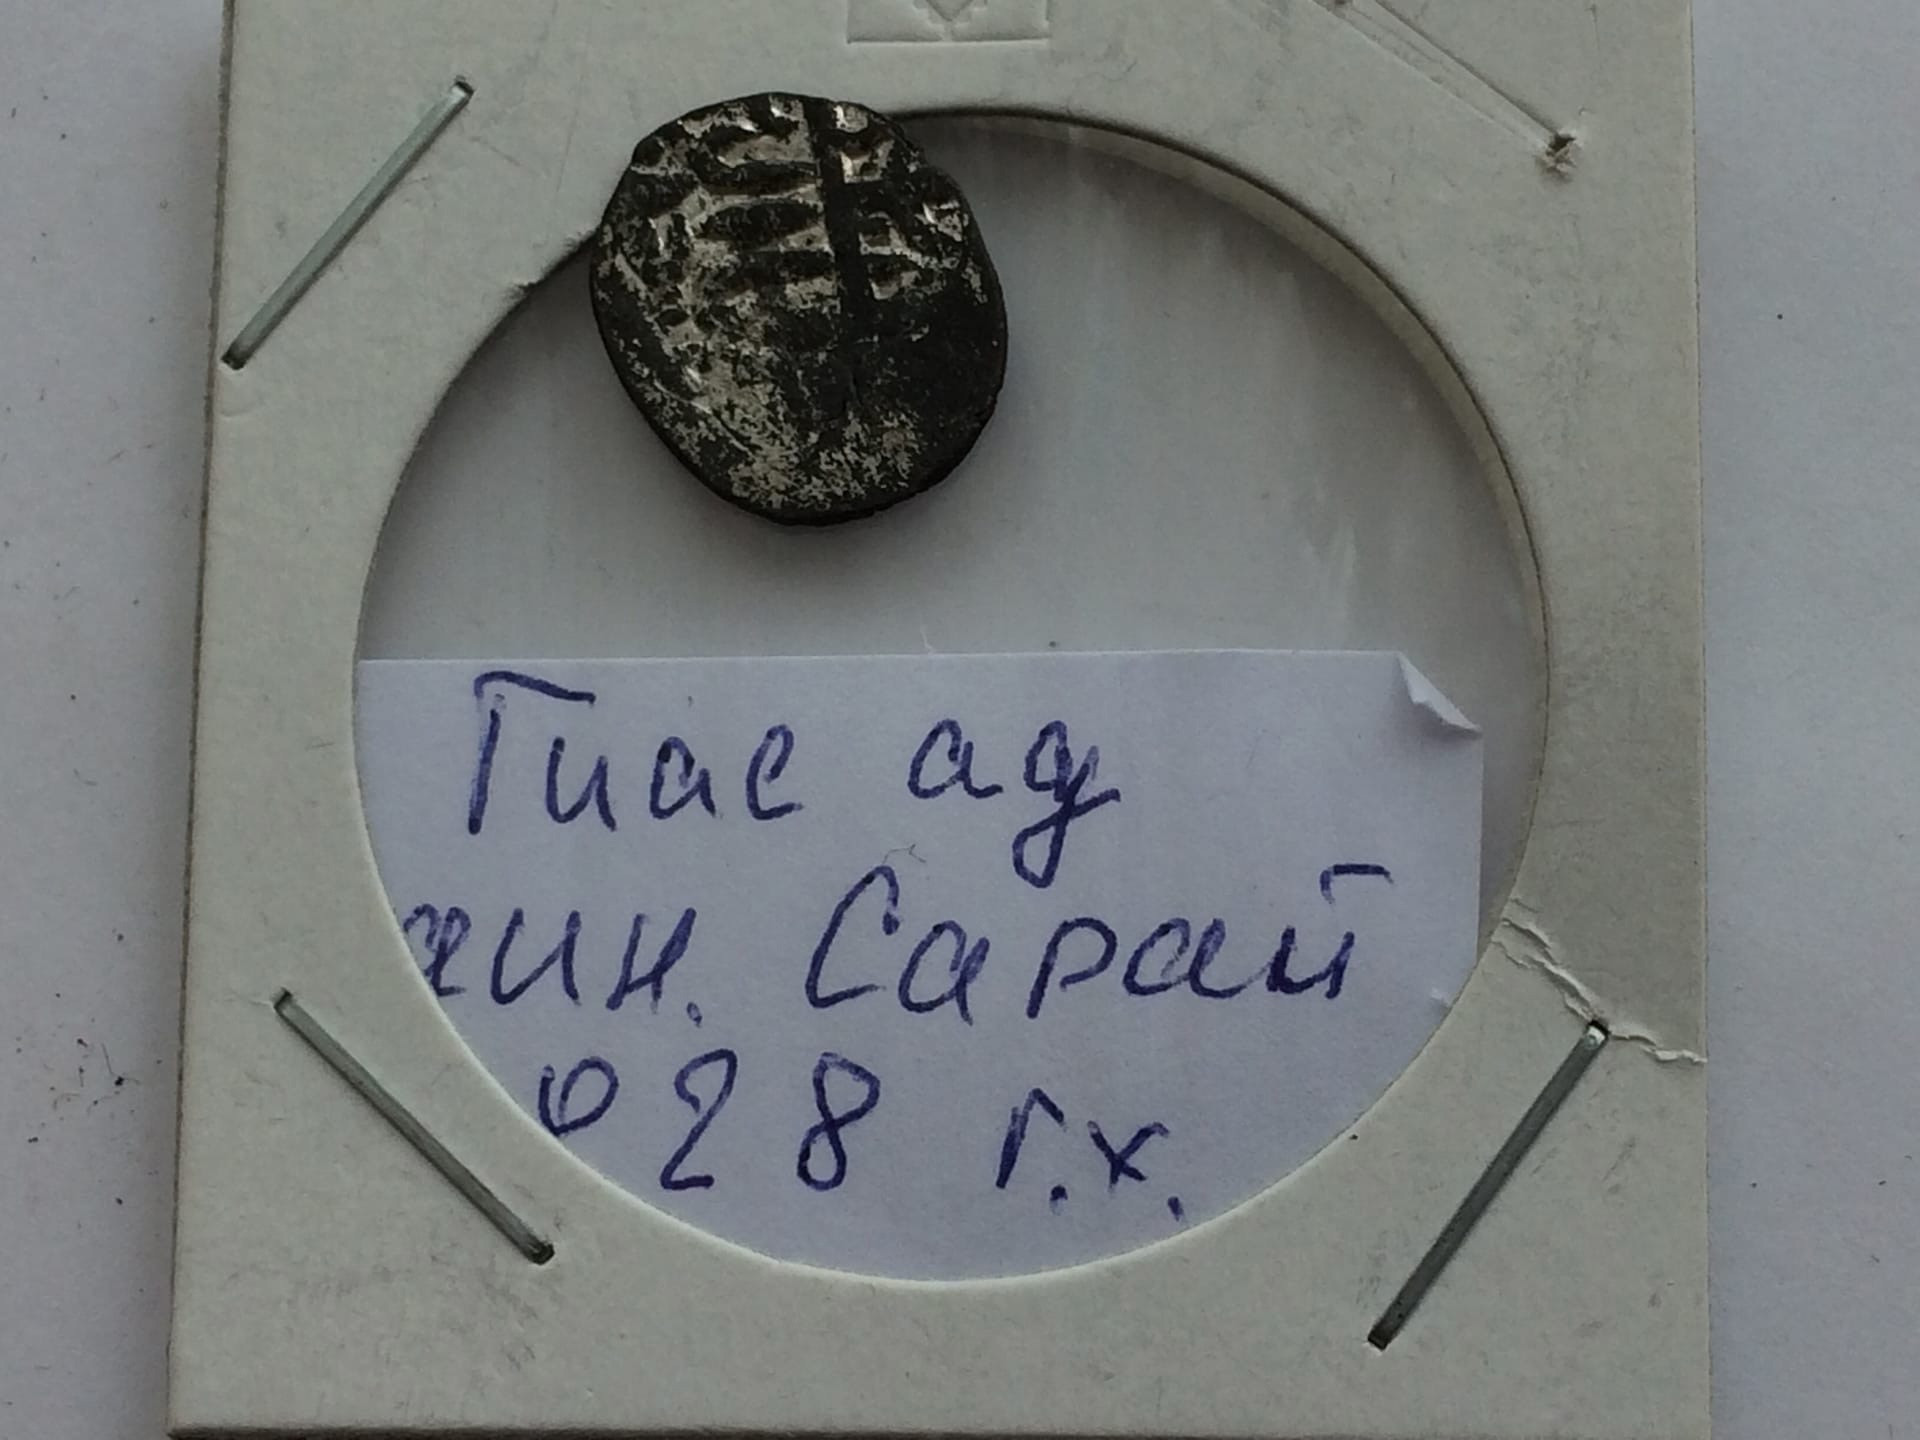 Гиас ад
дин. Сарай
828 г.х.